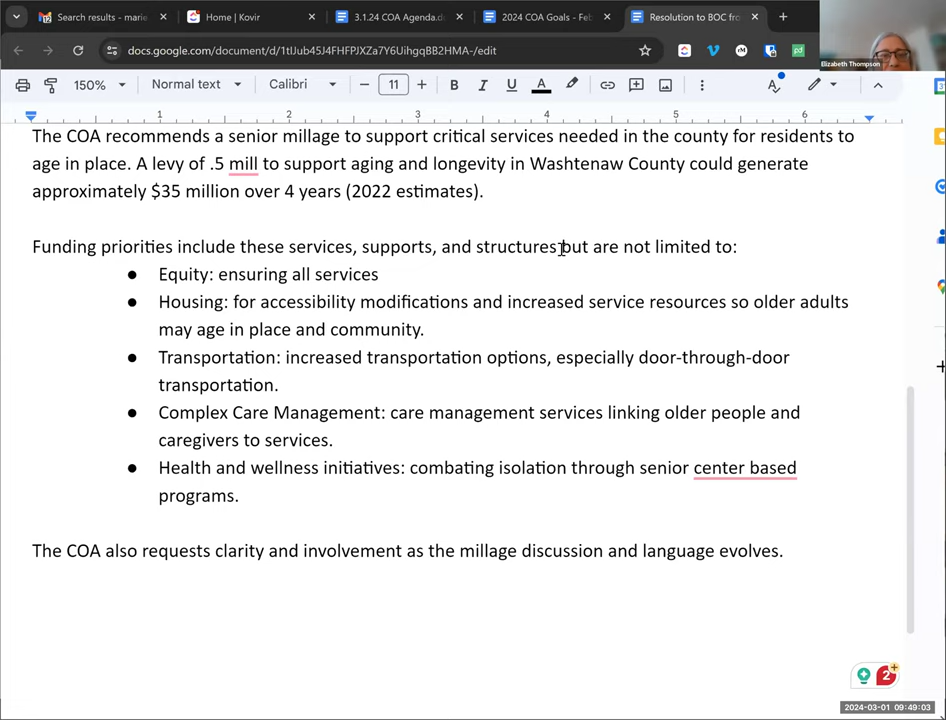 Search results - marie
Home | Kovir
3.1.24 COA Agenda.d
2024 COA Goals - Feb
Resolution to BOC fro
docs.google.com/document/d/1tIJub45J4FHFPJXZa7Y6UihgqBB2HMA-/edit
Elizabeth Thompson
150% Normal text Calibri 11 B I U A
1 2 3 4 5 6
The COA recommends a senior millage to support critical services needed in the county for residents to
age in place. A levy of .5 mill to support aging and longevity in Washtenaw County could generate
approximately $35 million over 4 years (2022 estimates).
Funding priorities include these services, supports, and structures but are not limited to:
● Equity: ensuring all services
● Housing: for accessibility modifications and increased service resources so older adults
may age in place and community.
● Transportation: increased transportation options, especially door-through-door
transportation.
● Complex Care Management: care management services linking older people and
caregivers to services.
● Health and wellness initiatives: combating isolation through senior center based
programs.
The COA also requests clarity and involvement as the millage discussion and language evolves.
2
2024-03-01 09:49:03